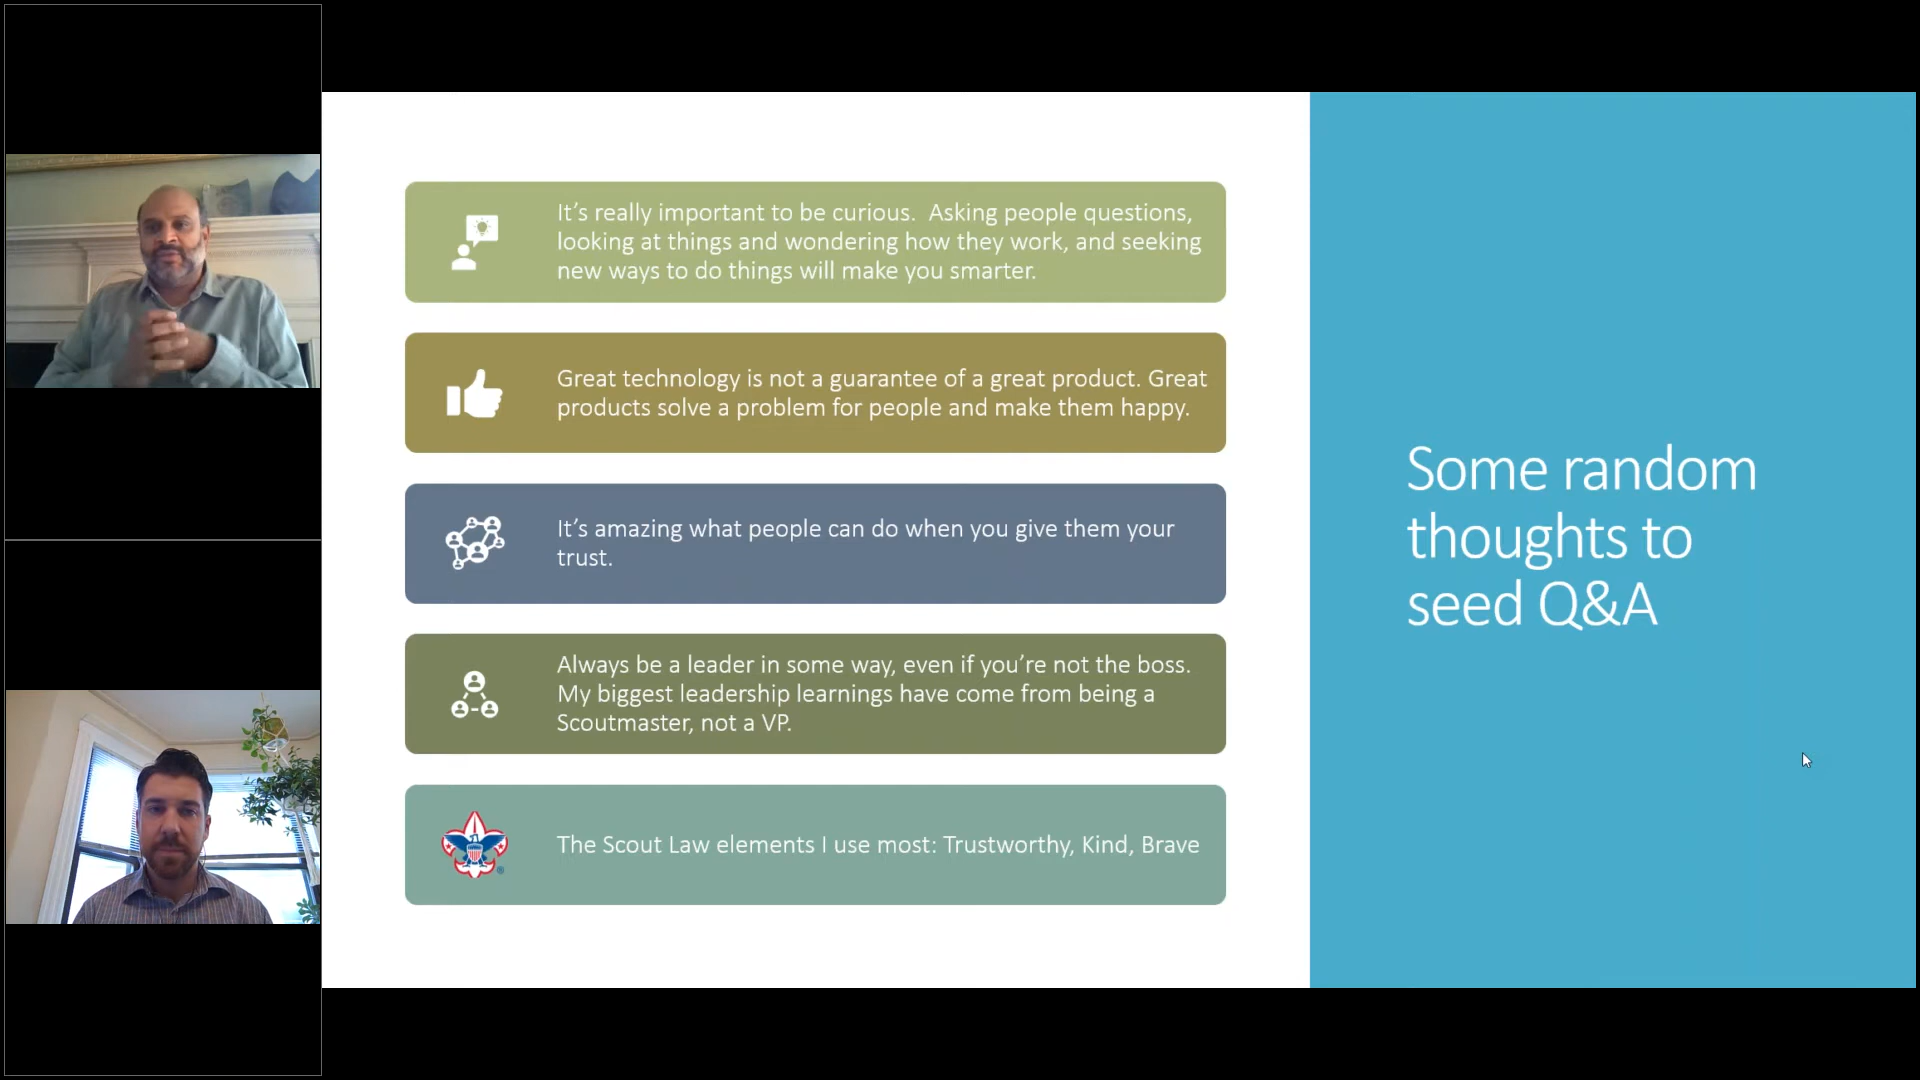 It’s really important to be curious.  Asking people questions,
looking at things and wondering how they work, and seeking
new ways to do things will make you smarter.
Great technology is not a guarantee of a great product. Great
products solve a problem for people and make them happy.
It’s amazing what people can do when you give them your
trust.
Always be a leader in some way, even if you’re not the boss.
My biggest leadership learnings have come from being a
Scoutmaster, not a VP.
The Scout Law elements I use most: Trustworthy, Kind, Brave
Some random
thoughts to
seed Q&A